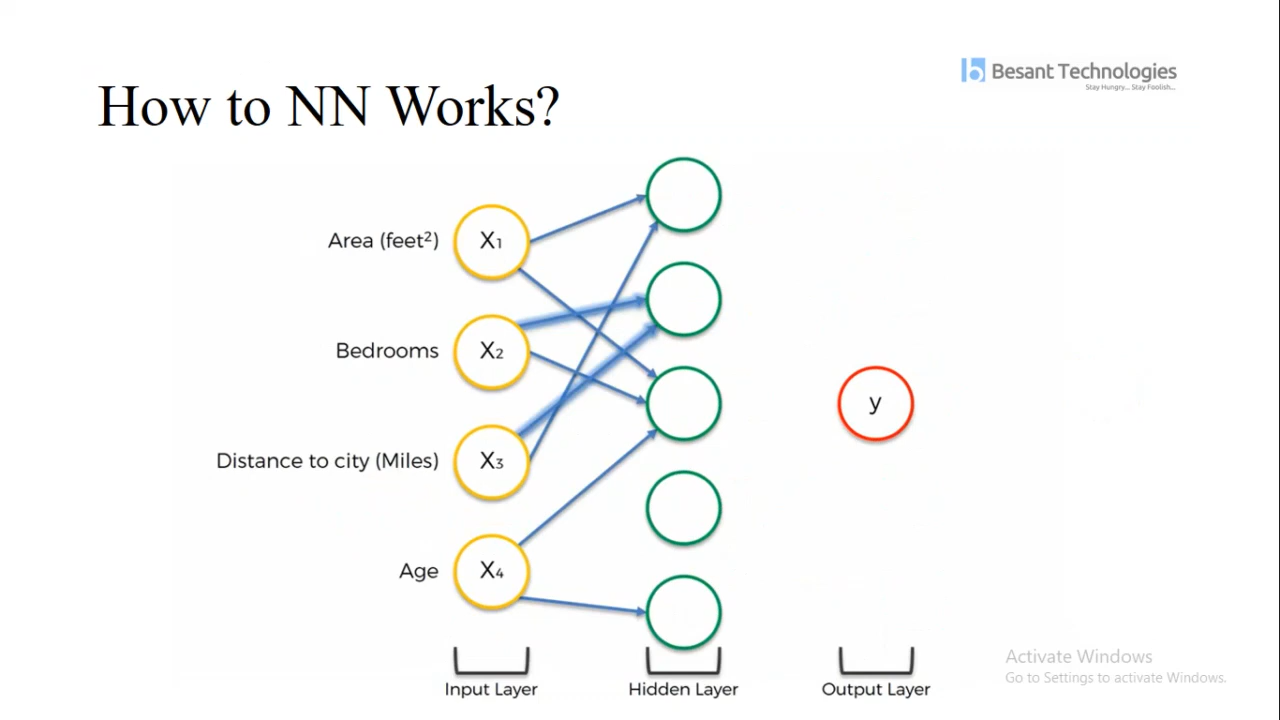 Besant Technologies
Stay Hungry... Stay Foolish...
How to NN Works?
Area (feet²)
X₁
Bedrooms
X₂
Distance to city (Miles)
X₃
Age
X₄
y
Input Layer
Hidden Layer
Output Layer
Activate Windows
Go to Settings to activate Windows.